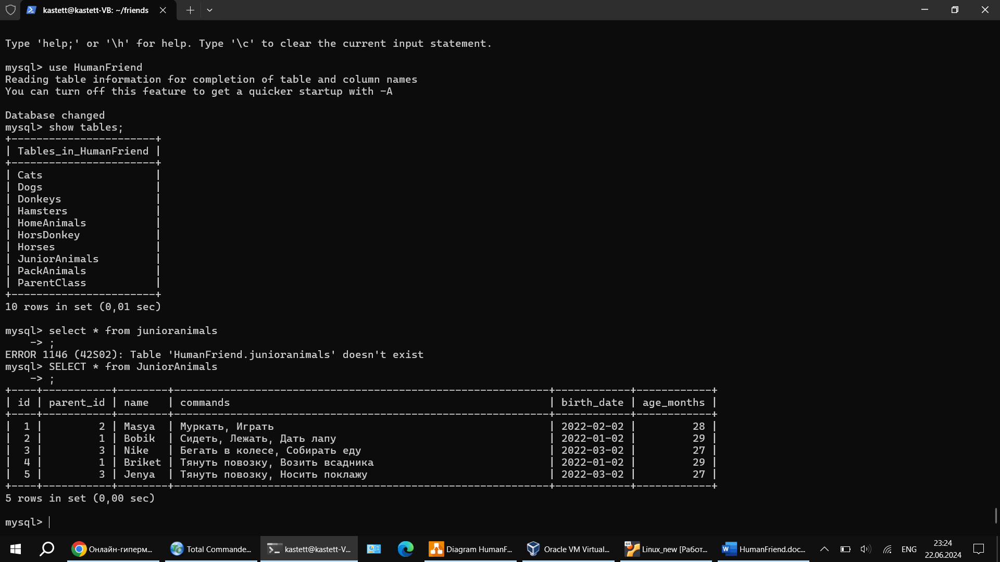 kastett@kastett-VB: ~/friends
Type 'help;' or '\h' for help. Type '\c' to clear the current input statement.
mysql> use HumanFriend
Reading table information for completion of table and column names
You can turn off this feature to get a quicker startup with -A
Database changed
mysql> show tables;
+-----------------------+
| Tables_in_HumanFriend |
+-----------------------+
| Cats                  |
| Dogs                  |
| Donkeys               |
| Hamsters              |
| HomeAnimals           |
| HorsDonkey            |
| Horses                |
| JuniorAnimals         |
| PackAnimals           |
| ParentClass           |
+-----------------------+
10 rows in set (0,01 sec)
mysql> select * from junioranimals
    -> ;
ERROR 1146 (42S02): Table 'HumanFriend.junioranimals' doesn't exist
mysql> SELECT * from JuniorAnimals
    -> ;
+----+-----------+--------+------------------------------------------------------------+------------+------------+
| id | parent_id | name   | commands                                                   | birth_date | age_months |
+----+-----------+--------+------------------------------------------------------------+------------+------------+
|  1 |         2 | Masya  | Муркать, Играть                                            | 2022-02-02 |         28 |
|  2 |         1 | Bobik  | Сидеть, Лежать, Дать лапу                                  | 2022-01-02 |         29 |
|  3 |         3 | Nike   | Бегать в колесе, Собирать еду                              | 2022-03-02 |         27 |
|  4 |         1 | Briket | Тянуть повозку, Возить всадника                            | 2022-01-02 |         29 |
|  5 |         3 | Jenya  | Тянуть повозку, Носить поклажу                             | 2022-03-02 |         27 |
+----+-----------+--------+------------------------------------------------------------+------------+------------+
5 rows in set (0,00 sec)
mysql>
Онлайн-гиперм... Total Commande... kastett@kastett-V... Diagram HumanF... Oracle VM Virtual... 64 Linux_new [Работ... HumanFriend.doc... ENG 23:24
22.06.2024